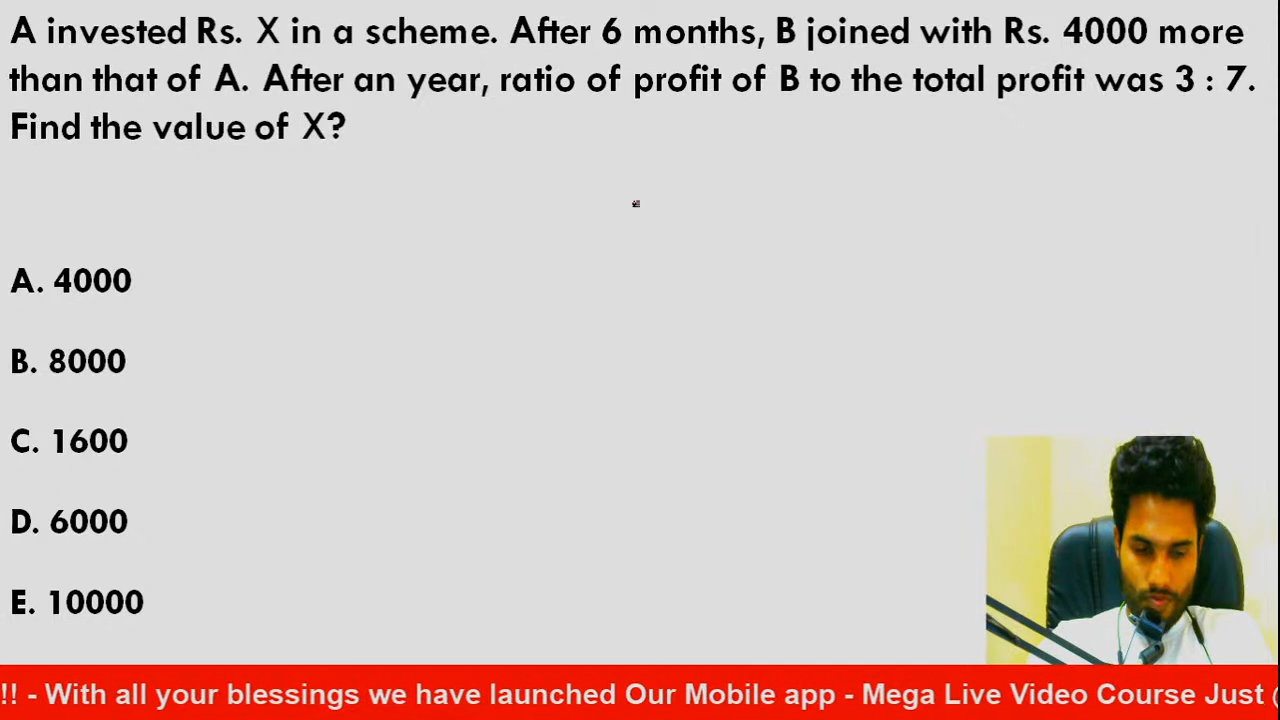 A invested Rs. X in a scheme. After 6 months, B joined with Rs. 4000 more
than that of A. After an year, ratio of profit of B to the total profit was 3 : 7.
Find the value of X?
A. 4000
B. 8000
C. 1600
D. 6000
E. 10000
!! - With all your blessings we have launched Our Mobile app - Mega Live Video Course Just